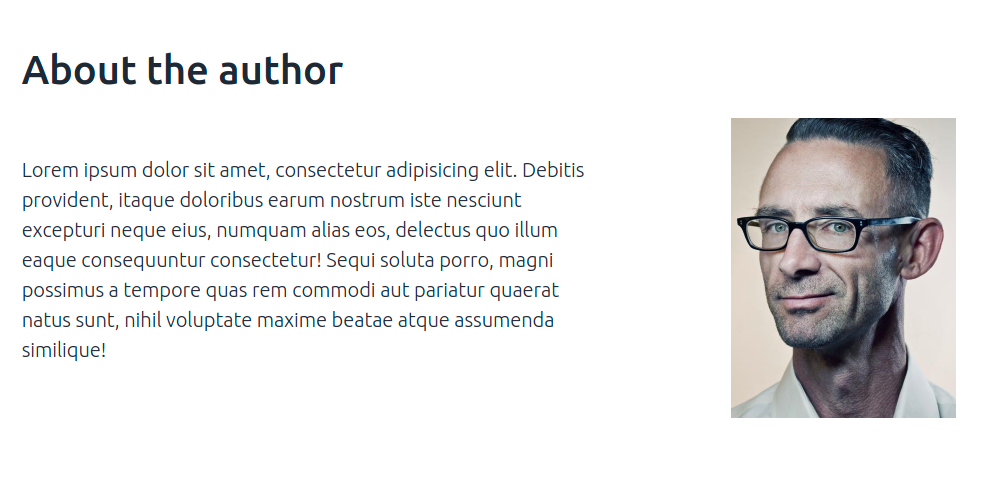 About the author
Lorem ipsum dolor sit amet, consectetur adipisicing elit. Debitis
provident, itaque doloribus earum nostrum iste nesciunt
excepturi neque eius, numquam alias eos, delectus quo illum
eaque consequuntur consectetur! Sequi soluta porro, magni
possimus a tempore quas rem commodi aut pariatur quaerat
natus sunt, nihil voluptate maxime beatae atque assumenda
similique!